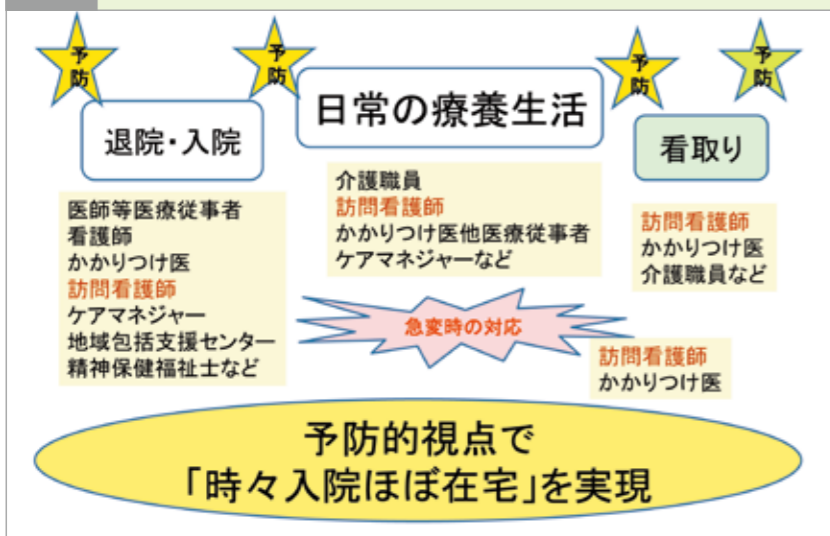 予防
予防
予防
予防
退院・入院
日常の療養生活
看取り
医師等医療従事者
看護師
かかりつけ医
訪問看護師
ケアマネジャー
地域包括支援センター
精神保健福祉士など
介護職員
訪問看護師
かかりつけ医他医療従事者
ケアマネジャーなど
訪問看護師
かかりつけ医
介護職員など
急変時の対応
訪問看護師
かかりつけ医
予防的視点で
「時々入院ほぼ在宅」を実現